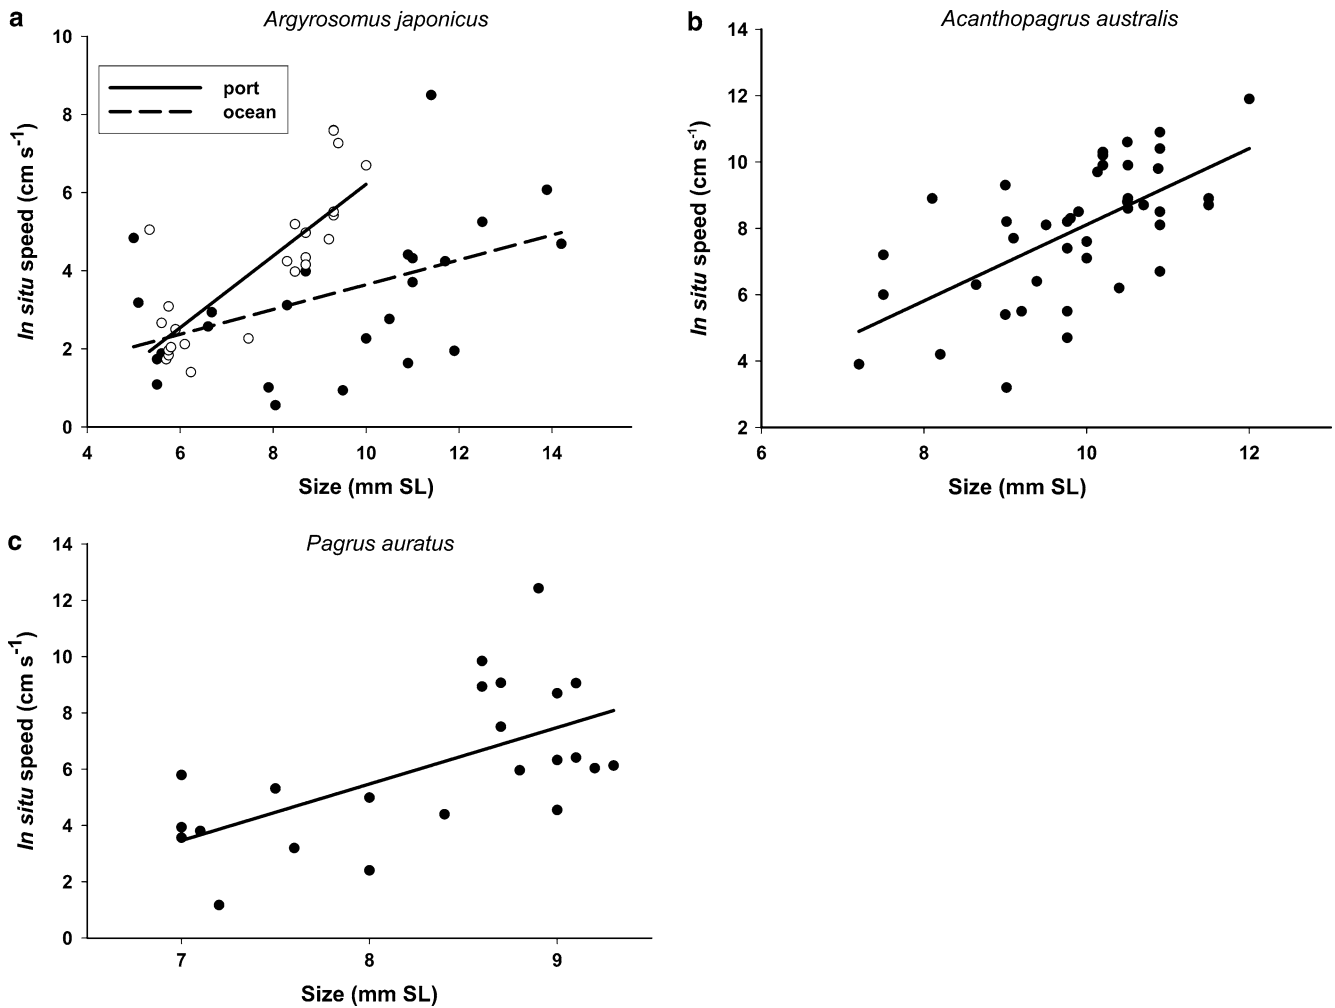 a
Argyrosomus japonicus
10
8
6
4
2
0
In situ speed (cm s-1)
port
ocean
4 6 8 10 12 14
Size (mm SL)
b
Acanthopagrus australis
14
12
10
8
6
4
2
In situ speed (cm s-1)
6 8 10 12
Size (mm SL)
c
Pagrus auratus
14
12
10
8
6
4
2
0
In situ speed (cm s-1)
7 8 9
Size (mm SL)